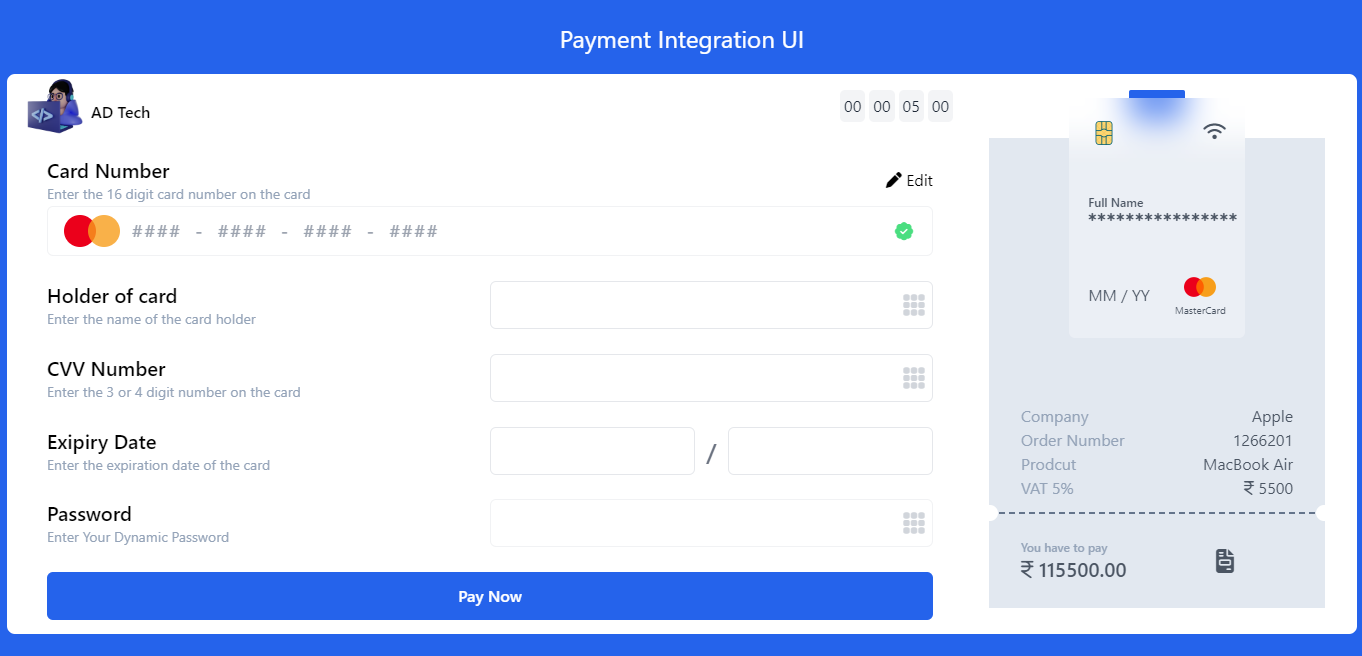 Payment Integration UI
</>
AD Tech
00 00 05 00
Card Number
Enter the 16 digit card number on the card
Edit
#### - #### - #### - ####
Holder of card
Enter the name of the card holder
CVV Number
Enter the 3 or 4 digit number on the card
Exipiry Date
Enter the expiration date of the card
/
Password
Enter Your Dynamic Password
Pay Now
Full Name
****************
MM / YY
MasterCard
Company Apple
Order Number 1266201
Prodcut MacBook Air
VAT 5% ₹ 5500
You have to pay
₹ 115500.00